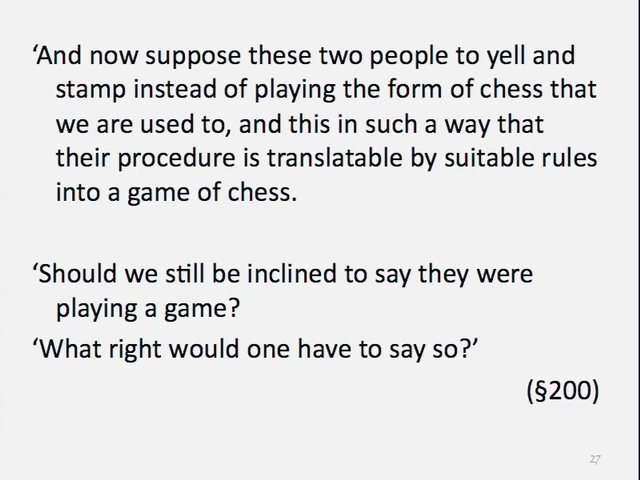 ‘And now suppose these two people to yell and
stamp instead of playing the form of chess that
we are used to, and this in such a way that
their procedure is translatable by suitable rules
into a game of chess.
‘Should we still be inclined to say they were
playing a game?
‘What right would one have to say so?’
(§200)
27